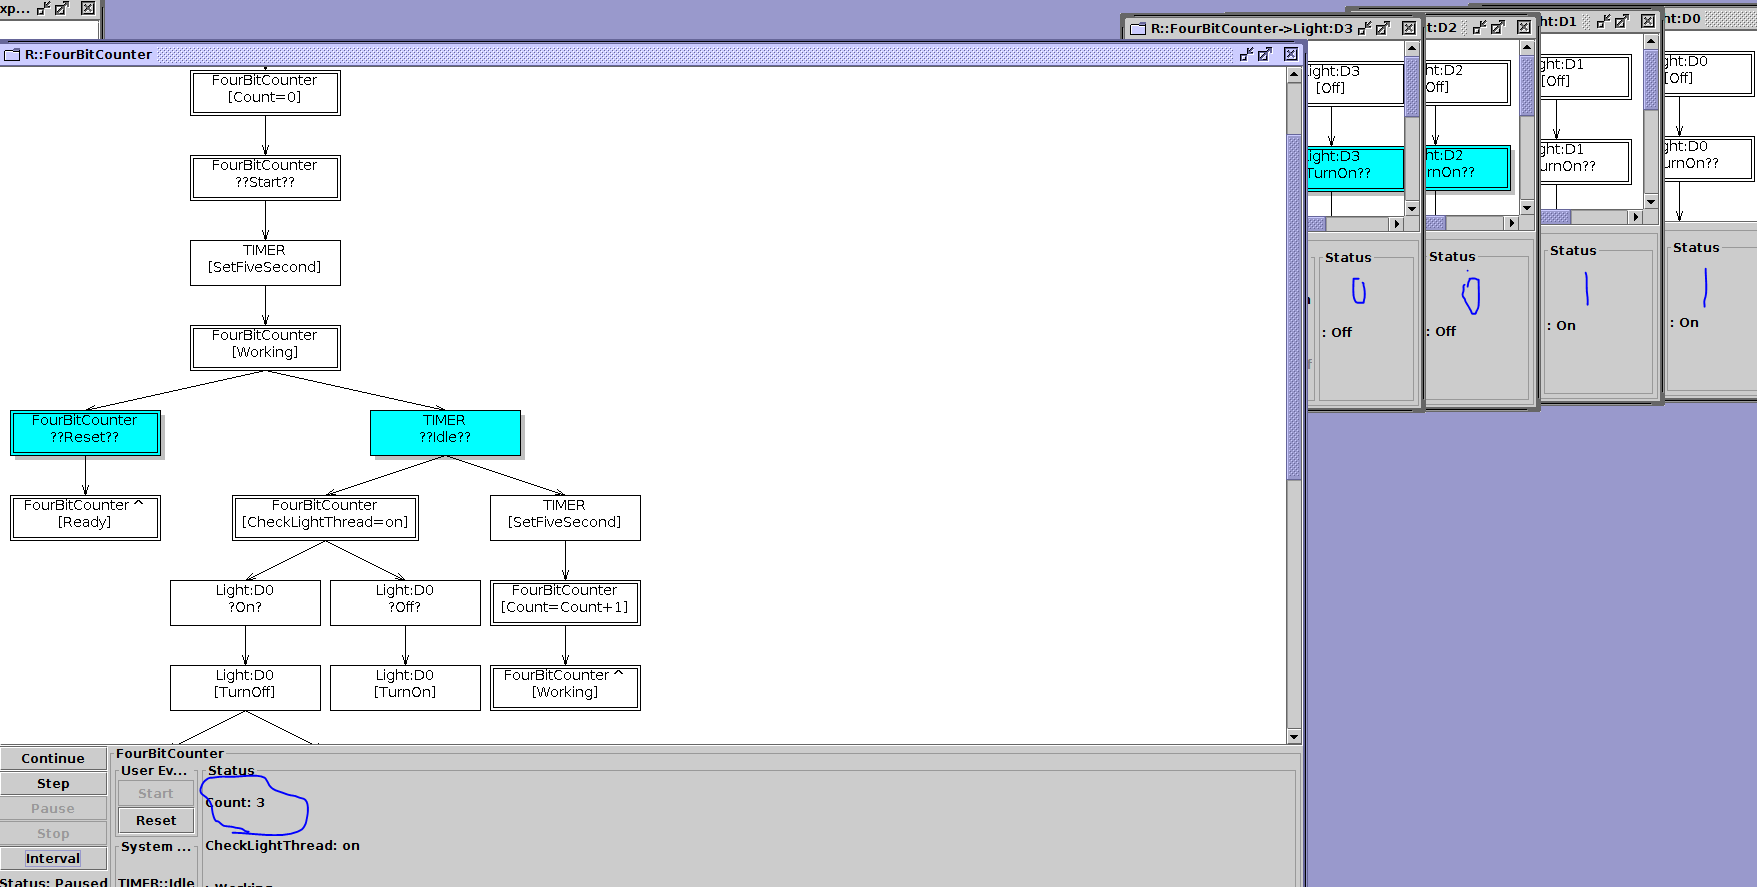 xp...
R::FourBitCounter
FourBitCounter
[Count=0]
FourBitCounter
??Start??
TIMER
[SetFiveSecond]
FourBitCounter
[Working]
FourBitCounter
??Reset??
TIMER
??Idle??
FourBitCounter ^
[Ready]
FourBitCounter
[CheckLightThread=on]
TIMER
[SetFiveSecond]
Light:D0
?On?
Light:D0
?Off?
FourBitCounter
[Count=Count+1]
Light:D0
[TurnOff]
Light:D0
[TurnOn]
FourBitCounter ^
[Working]
Continue
Step
Pause
Stop
Interval
Status: Paused
FourBitCounter
User Ev...
Start
Reset
System ...
TIMER::Idle
Status
Count: 3
CheckLightThread: on
: Working
R::FourBitCounter->Light:D3
ight:D3
[Off]
ight:D3
TurnOn??
Status
0
: Off
t:D2
ht:D2
Off]
ht:D2
rnOn??
Status
0
: Off
ht:D1
ght:D1
[Off]
ght:D1
urnOn??
Status
1
: On
nt:D0
ght:D0
[Off]
ght:D0
urnOn??
Status
1
: On